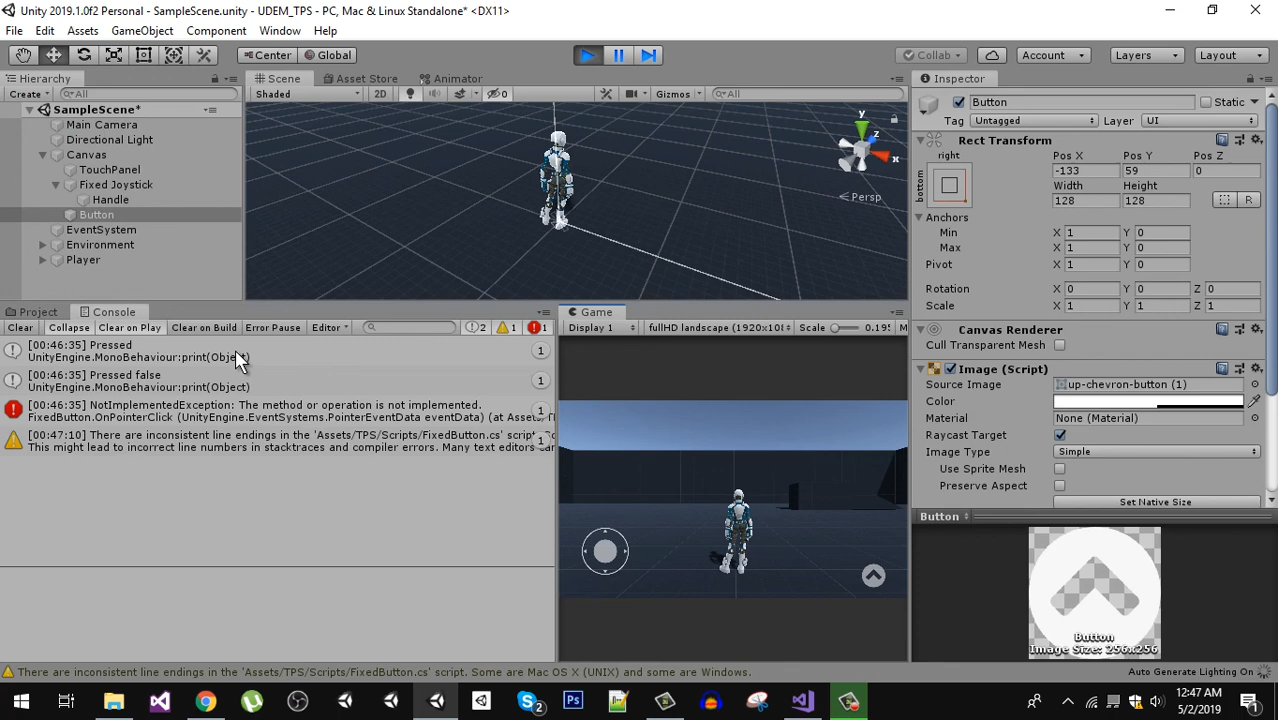 Unity 2019.1.0f2 Personal - SampleScene.unity - UDEM_TPS - PC, Mac & Linux Standalone* <DX11>
File Edit Assets GameObject Component Window Help
Center Global Collab Account Layers Layout
Hierarchy
Create All
SampleScene*
Main Camera
Directional Light
Canvas
TouchPanel
Fixed Joystick
Handle
Button
EventSystem
Environment
Player
Scene Asset Store Animator
Shaded 2D 0 Gizmos All
y
z
x
Persp
Inspector
Button Static
Tag Untagged Layer UI
Rect Transform
right
bottom
Pos X Pos Y Pos Z
-133 59 0
Width Height
128 128
R
Anchors
Min X 1 Y 0
Max X 1 Y 0
Pivot X 1 Y 0
Rotation X 0 Y 0 Z 0
Scale X 1 Y 1 Z 1
Canvas Renderer
Cull Transparent Mesh
Image (Script)
Source Image up-chevron-button (1)
Color
Material None (Material)
Raycast Target
Image Type Simple
Use Sprite Mesh
Preserve Aspect
Set Native Size
Button
Button
Image Size: 256x256
Project Console
Clear Collapse Clear on Play Clear on Build Error Pause Editor 2 1 1
[00:46:35] Pressed
UnityEngine.MonoBehaviour:print(Object)
1
[00:46:35] Pressed false
UnityEngine.MonoBehaviour:print(Object)
1
[00:46:35] NotImplementedException: The method or operation is not implemented.
FixedButton.OnPointerClick (UnityEngine.EventSystems.PointerEventData eventData) (at Assets/T
1
[00:47:10] There are inconsistent line endings in the 'Assets/TPS/Scripts/FixedButton.cs' script
This might lead to incorrect line numbers in stacktraces and compiler errors. Many text editors
1
Game
Display 1 fullHD landscape (1920x108 Scale 0.195
There are inconsistent line endings in the 'Assets/TPS/Scripts/FixedButton.cs' script. Some are Mac OS X (UNIX) and some are Windows.
Auto Generate Lighting On
Ps
2
12:47 AM
5/2/2019
1